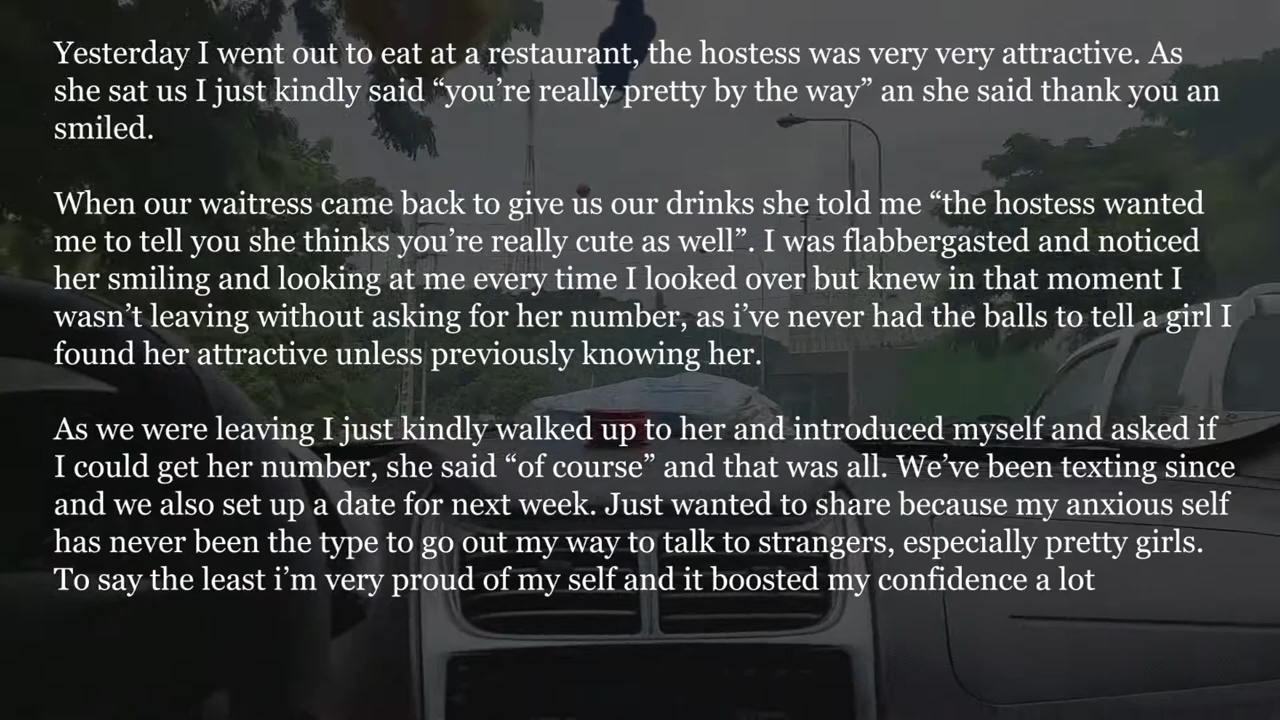 Yesterday I went out to eat at a restaurant, the hostess was very very attractive. As
she sat us I just kindly said “you’re really pretty by the way” an she said thank you an
smiled.
When our waitress came back to give us our drinks she told me “the hostess wanted
me to tell you she thinks you’re really cute as well”. I was flabbergasted and noticed
her smiling and looking at me every time I looked over but knew in that moment I
wasn’t leaving without asking for her number, as i’ve never had the balls to tell a girl I
found her attractive unless previously knowing her.
As we were leaving I just kindly walked up to her and introduced myself and asked if
I could get her number, she said “of course” and that was all. We’ve been texting since
and we also set up a date for next week. Just wanted to share because my anxious self
has never been the type to go out my way to talk to strangers, especially pretty girls.
To say the least i’m very proud of my self and it boosted my confidence a lot